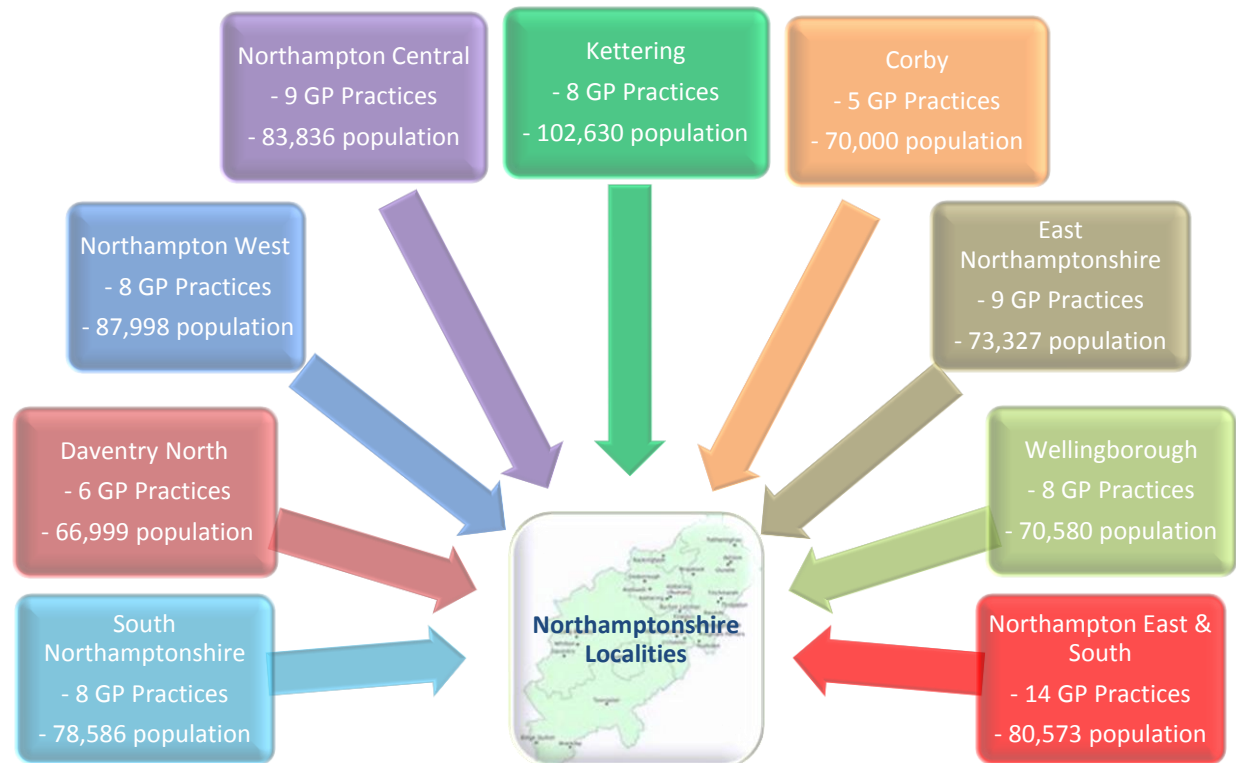 Northampton Central
- 9 GP Practices
- 83,836 population
Kettering
- 8 GP Practices
- 102,630 population
Corby
- 5 GP Practices
- 70,000 population
Northampton West
- 8 GP Practices
- 87,998 population
East
Northamptonshire
- 9 GP Practices
- 73,327 population
Daventry North
- 6 GP Practices
- 66,999 population
Wellingborough
- 8 GP Practices
- 70,580 population
South
Northamptonshire
- 8 GP Practices
- 78,586 population
Northampton East &
South
- 14 GP Practices
- 80,573 population
Northamptonshire
Localities